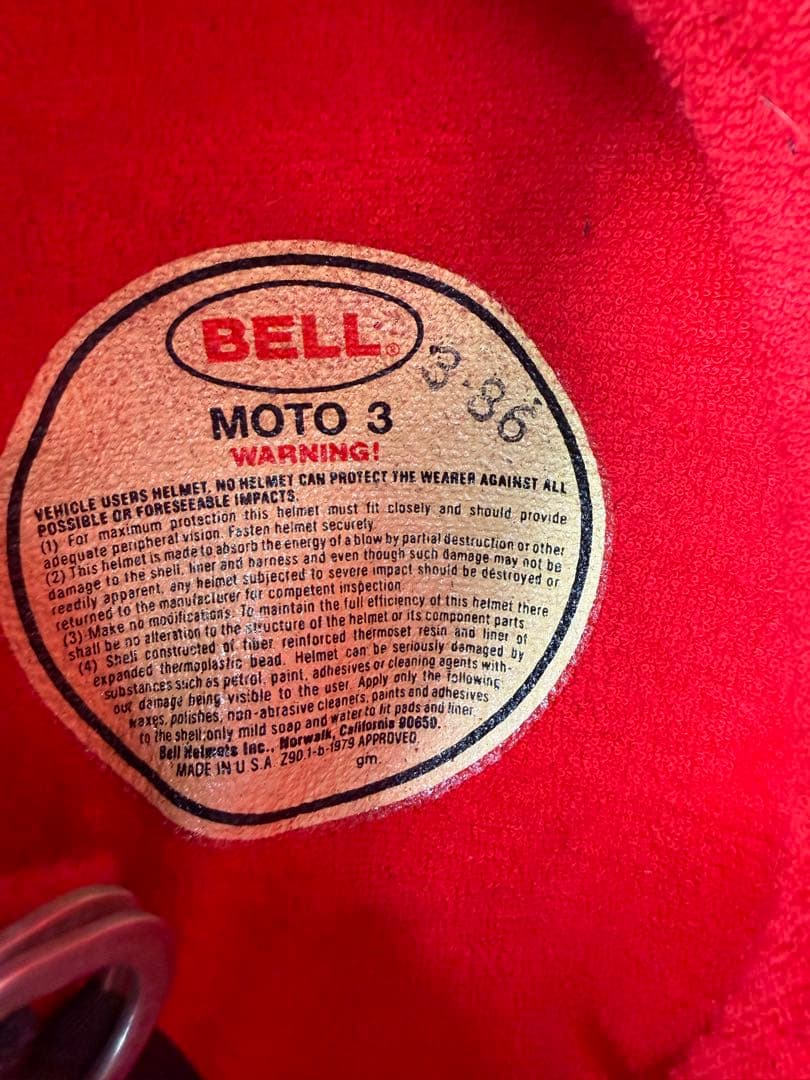 BELL®
3-86
MOTO 3
WARNING!
VEHICLE USERS HELMET, NO HELMET CAN PROTECT THE WEARER AGAINST ALL
POSSIBLE OR FORESEEABLE IMPACTS.
(1) For maximum protection this helmet must fit closely and should provide
adequate peripheral vision. Fasten helmet securely.
(2) This helmet is made to absorb the energy of a blow by partial destruction or other
damage to the shell, liner and harness and even though such damage may not be
readily apparent, any helmet subjected to severe impact should be destroyed or
returned to the manufacturer for competent inspection.
(3) Make no modifications. To maintain the full efficiency of this helmet there
shall be no alteration to the structure of the helmet or its component parts.
(4) Shell constructed of fiber reinforced thermoset resin and liner of
expanded thermoplastic bead. Helmet can be seriously damaged by
substances such as petrol, paint, adhesives or cleaning agents with-
out damage being visible to the user. Apply only the following;
waxes, polishes, non-abrasive cleaners, paints and adhesives
to the shell; only mild soap and water to fit pads and liner.
Bell Helmets Inc., Norwalk, California 90650.
MADE IN U.S.A. Z90.1-b-1979 APPROVED.
gm.